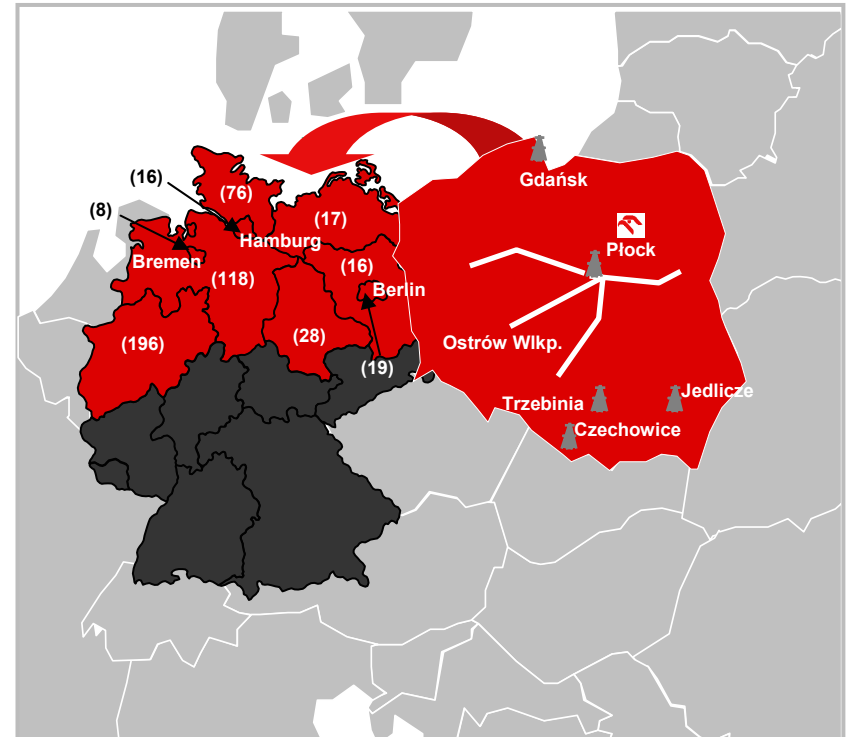 (16)
(76)
(8)
(17)
Hamburg
Bremen
(118)
(16)
Berlin
(196)
(28)
(19)
Gdańsk
Płock
Ostrów Wlkp.
Trzebinia
Jedlicze
Czechowice